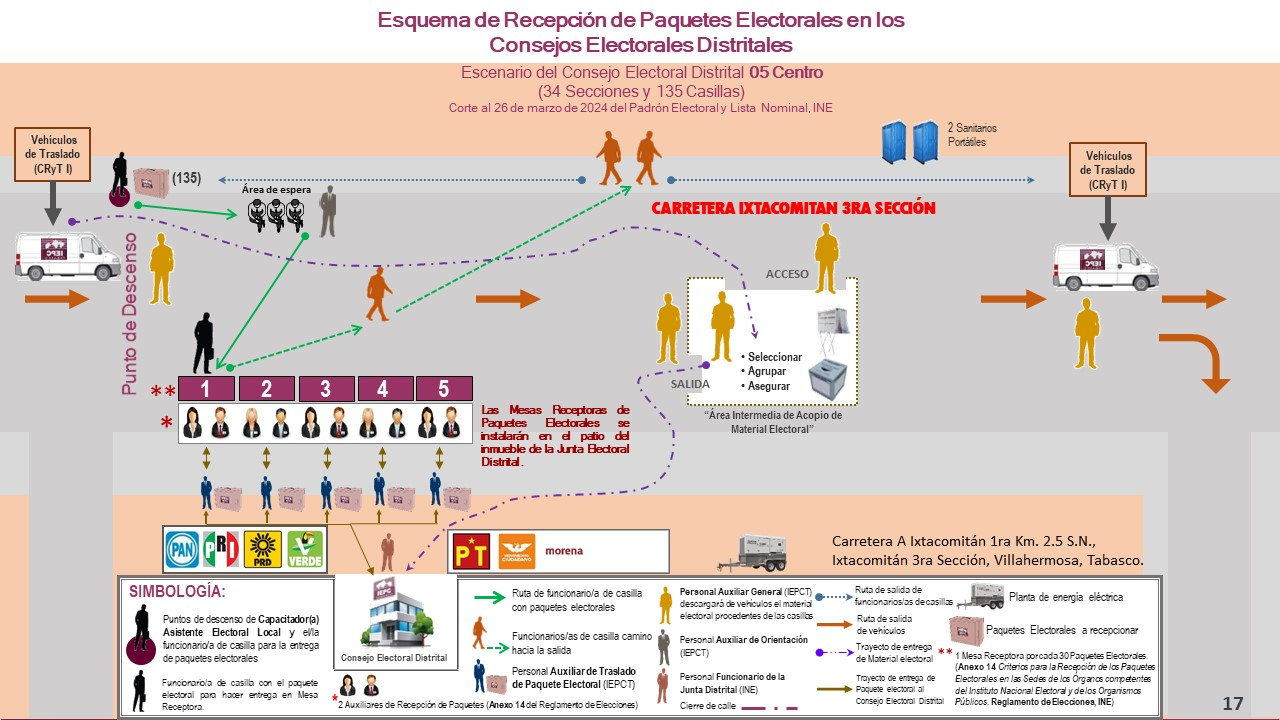 Esquema de Recepción de Paquetes Electorales en los
Consejos Electorales Distritales
Escenario del Consejo Electoral Distrital 05 Centro
(34 Secciones y 135 Casillas)
Corte al 26 de marzo de 2024 del Padrón Electoral y Lista Nominal, INE
Vehículos
de Traslado
(CRyT I)
(135)
Área de espera
2 Sanitarios
Portátiles
Vehículos
de Traslado
(CRyT I)
CARRETERA IXTACOMITAN 3RA SECCIÓN
Punto de Descenso
IEPC
ACCESO
IEPC
• Seleccionar
• Agrupar
• Asegurar
SALIDA
"Área Intermedia de Acopio de
Material Electoral"
** 1 2 3 4 5
*
Las Mesas Receptoras de
Paquetes Electorales se
instalarán en el patio del
inmueble de la Junta Electoral
Distrital.
PAN PRI PRD VERDE
PT MOVIMIENTO CIUDADANO morena
Carretera A Ixtacomitán 1ra Km. 2.5 S.N.,
Ixtacomitán 3ra Sección, Villahermosa, Tabasco.
SIMBOLOGÍA:
Puntos de descenso de Capacitador(a)
Asistente Electoral Local y el/la
funcionario/a de casilla para la entrega
de paquetes electorales
Funcionario/a de casilla con el paquete
electoral para hacer entrega en Mesa
Receptora.
IEPC
Consejo Electoral Distrital
* 2 Auxiliares de Recepción de Paquetes (Anexo 14 del Reglamento de Elecciones)
Ruta de funcionario/a de casilla
con paquetes electorales
Funcionarios/as de casilla camino
hacia la salida
Personal Auxiliar de Traslado
de Paquete Electoral (IEPCT)
Personal Auxiliar General (IEPCT)
descargará de vehículos el material
electoral procedentes de las casillas
Personal Auxiliar de Orientación
(IEPCT)
Personal Funcionario de la
Junta Distrital (INE)
Cierre de calle
Ruta de salida de
funcionarios/as de casillas
Ruta de salida
de vehículos
Trayecto de entrega
de Material electoral
Trayecto de entrega de
Paquete electoral al
Consejo Electoral Distrital
Planta de energía eléctrica
Paquetes Electorales a recepcionar
** 1 Mesa Receptora por cada 30 Paquetes Electorales.
(Anexo 14 Criterios para la Recepción de los Paquetes
Electorales en las Sedes de los Órganos competentes
del Instituto Nacional Electoral y de los Organismos
Públicos. Reglamento de Elecciones, INE)
17